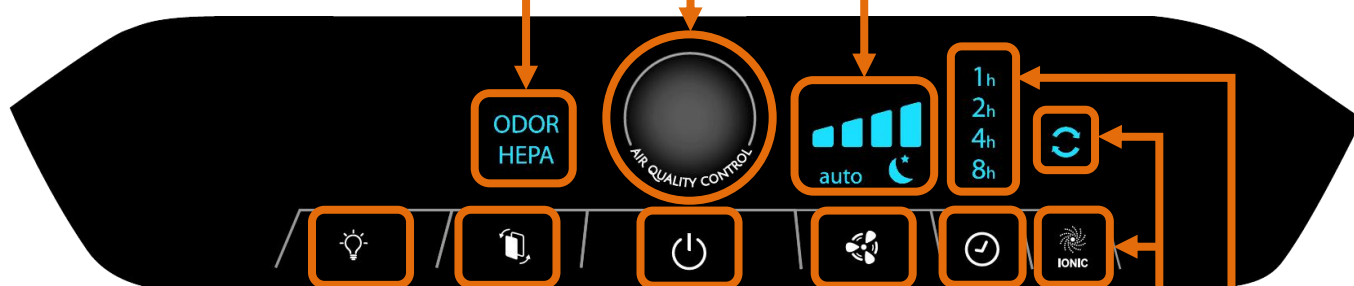 ODOR
HEPA
AIR QUALITY CONTROL
auto
1h
2h
4h
8h
IONIC